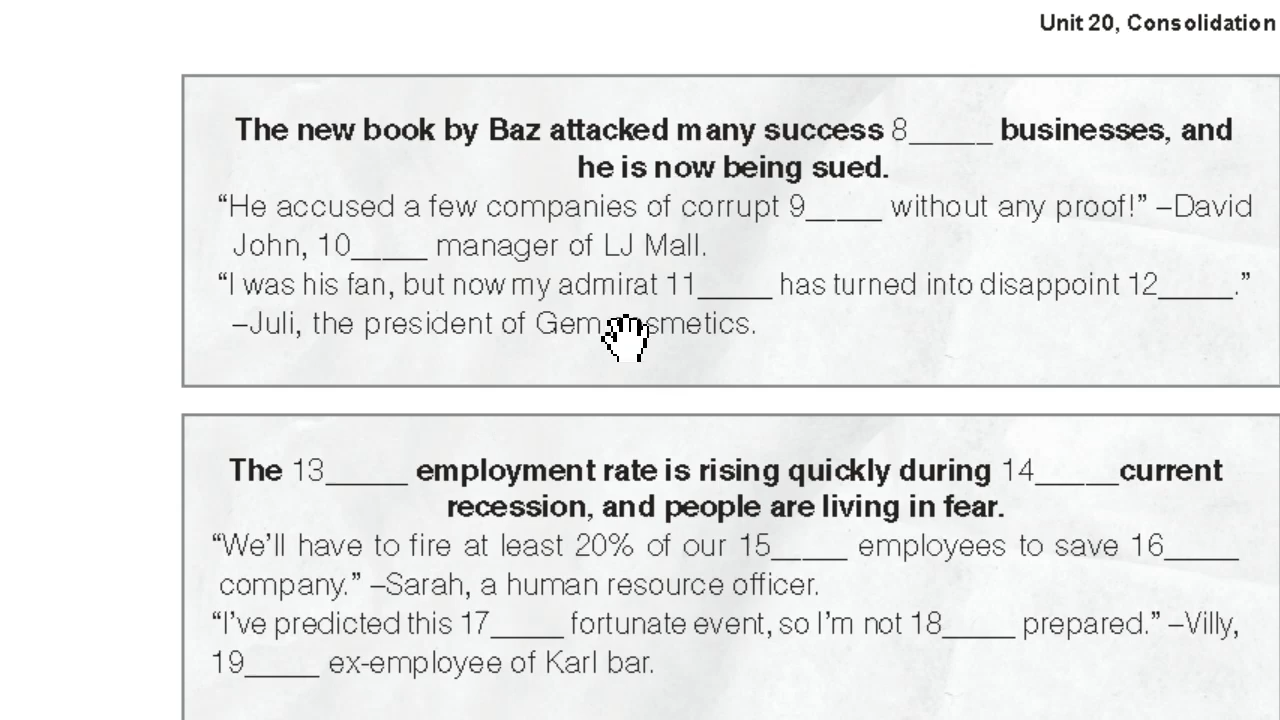 Unit 20, Consolidation
The new book by Baz attacked many success 8_____ businesses, and
he is now being sued.
“He accused a few companies of corrupt 9_____ without any proof!” –David
John, 10_____ manager of LJ Mall.
“I was his fan, but now my admirat 11_____ has turned into disappoint 12_____.”
–Juli, the president of Gem smetics.
The 13_____ employment rate is rising quickly during 14_____current
recession, and people are living in fear.
“We’ll have to fire at least 20% of our 15_____ employees to save 16_____
company.” –Sarah, a human resource officer.
“I’ve predicted this 17_____ fortunate event, so I’m not 18_____ prepared.” –Villy,
19_____ ex-employee of Karl bar.